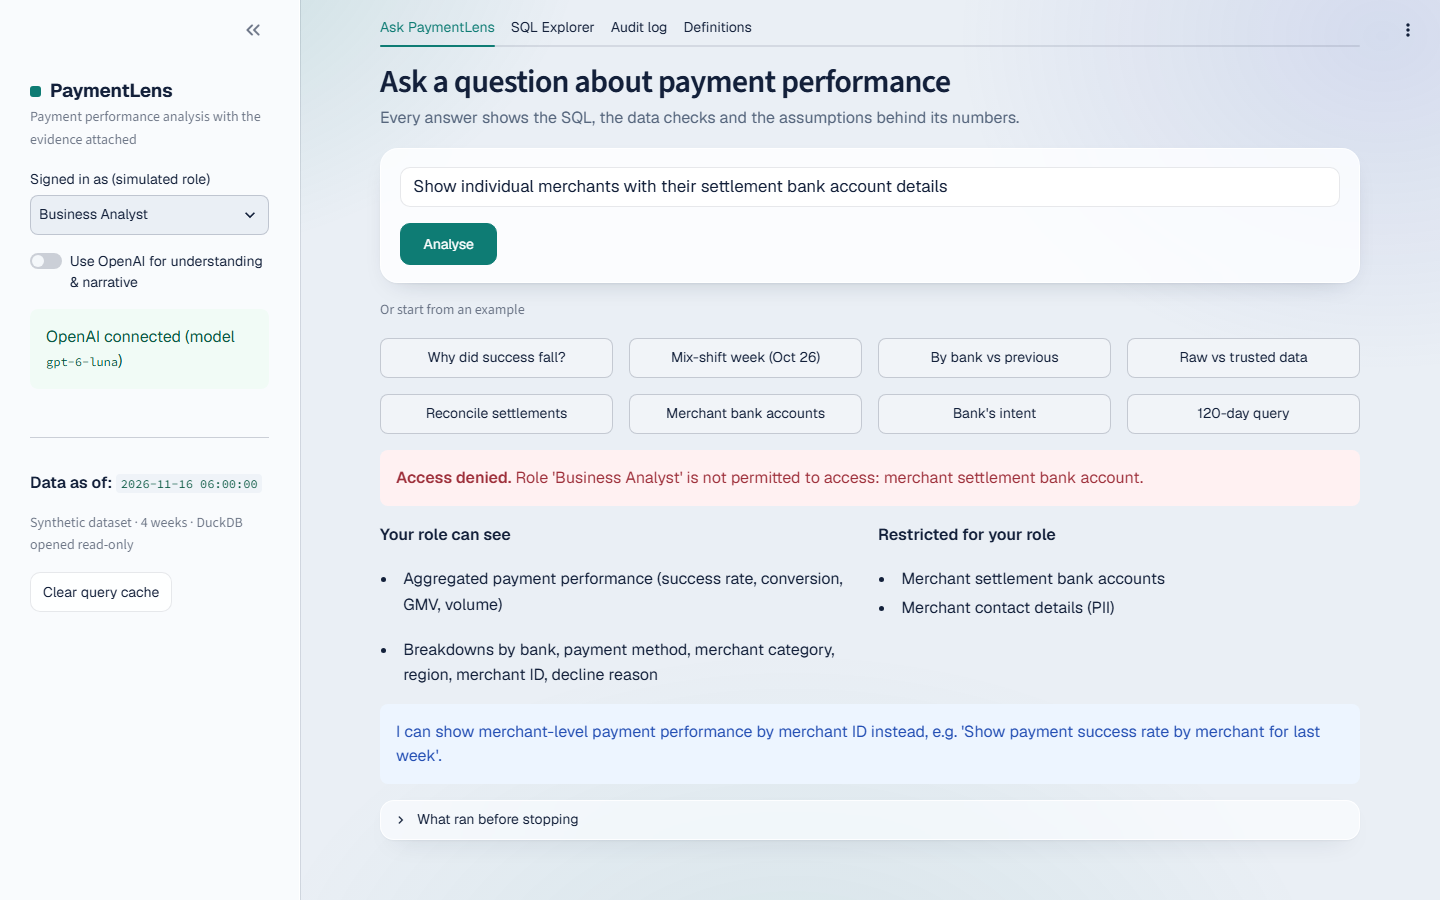 PaymentLens
Payment performance analysis with the
evidence attached
Signed in as (simulated role)
Business Analyst
Use OpenAI for understanding
& narrative
OpenAI connected (model
gpt-6-luna)
Data as of: 2026-11-16 06:00:00
Synthetic dataset · 4 weeks · DuckDB
opened read-only
Clear query cache
Ask PaymentLens SQL Explorer Audit log Definitions
Ask a question about payment performance
Every answer shows the SQL, the data checks and the assumptions behind its numbers.
Show individual merchants with their settlement bank account details
Analyse
Or start from an example
Why did success fall? Mix-shift week (Oct 26) By bank vs previous Raw vs trusted data
Reconcile settlements Merchant bank accounts Bank's intent 120-day query
Access denied. Role 'Business Analyst' is not permitted to access: merchant settlement bank account.
Your role can see
Aggregated payment performance (success rate, conversion,
GMV, volume)
Breakdowns by bank, payment method, merchant category,
region, merchant ID, decline reason
Restricted for your role
Merchant settlement bank accounts
Merchant contact details (PII)
I can show merchant-level payment performance by merchant ID instead, e.g. 'Show payment success rate by merchant for last
week'.
What ran before stopping